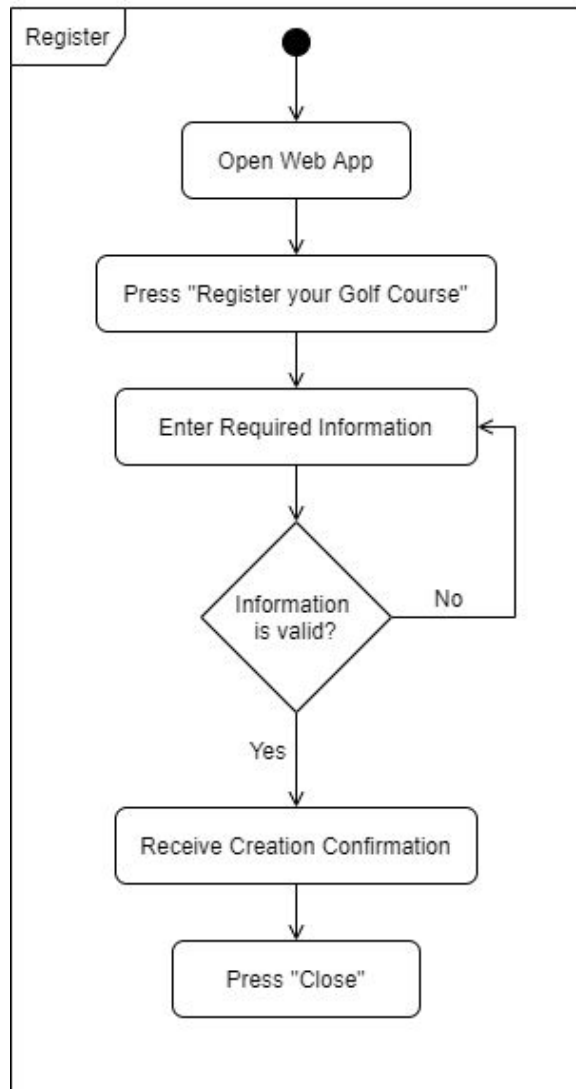 Register
Open Web App
Press "Register your Golf Course"
Enter Required Information
Information
is valid?
No
Yes
Receive Creation Confirmation
Press "Close"